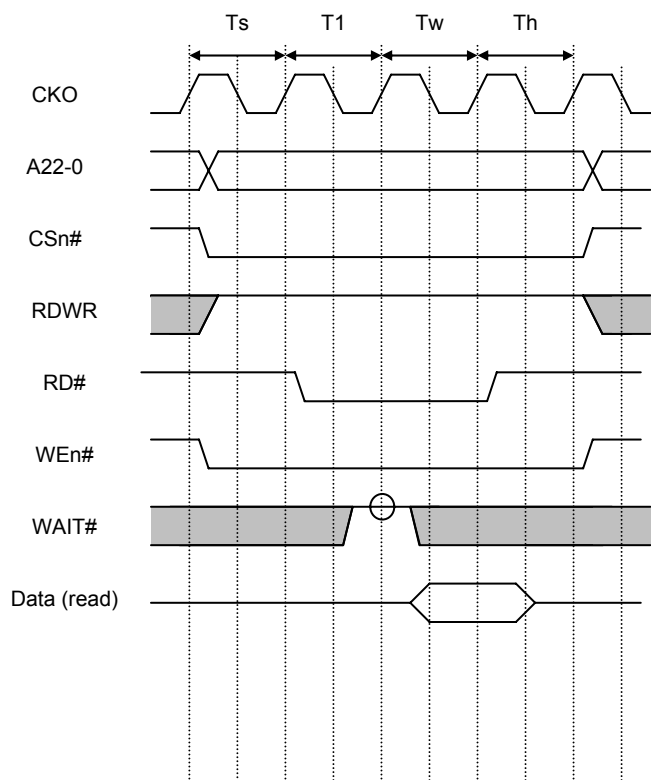 Ts T1 Tw Th
CKO
A22-0
CSn#
RDWR
RD#
WEn#
WAIT#
Data (read)